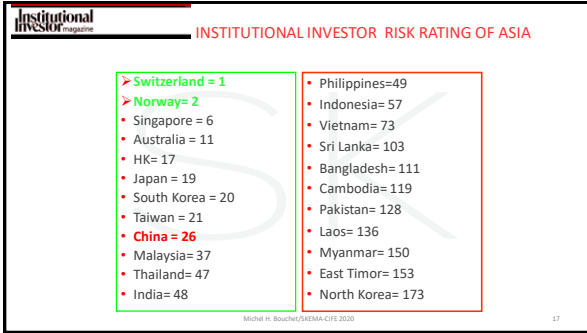 Institutional
Investor magazine
INSTITUTIONAL INVESTOR RISK RATING OF ASIA
➢ Switzerland = 1
➢ Norway= 2
• Singapore = 6
• Australia = 11
• HK= 17
• Japan = 19
• South Korea = 20
• Taiwan = 21
• China = 26
• Malaysia= 37
• Thailand= 47
• India= 48
• Philippines=49
• Indonesia= 57
• Vietnam= 73
• Sri Lanka= 103
• Bangladesh= 111
• Cambodia= 119
• Pakistan= 128
• Laos= 136
• Myanmar= 150
• East Timor= 153
• North Korea= 173
SK
Michel H. Bouchet/SKEMA-CIFE 2020
17